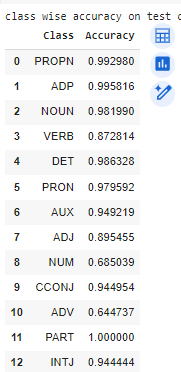 class wise accuracy on test
Class Accuracy
0 PROPN 0.992980
1 ADP 0.995816
2 NOUN 0.981990
3 VERB 0.872814
4 DET 0.986328
5 PRON 0.979592
6 AUX 0.949219
7 ADJ 0.895455
8 NUM 0.685039
9 CCONJ 0.944954
10 ADV 0.644737
11 PART 1.000000
12 INTJ 0.944444